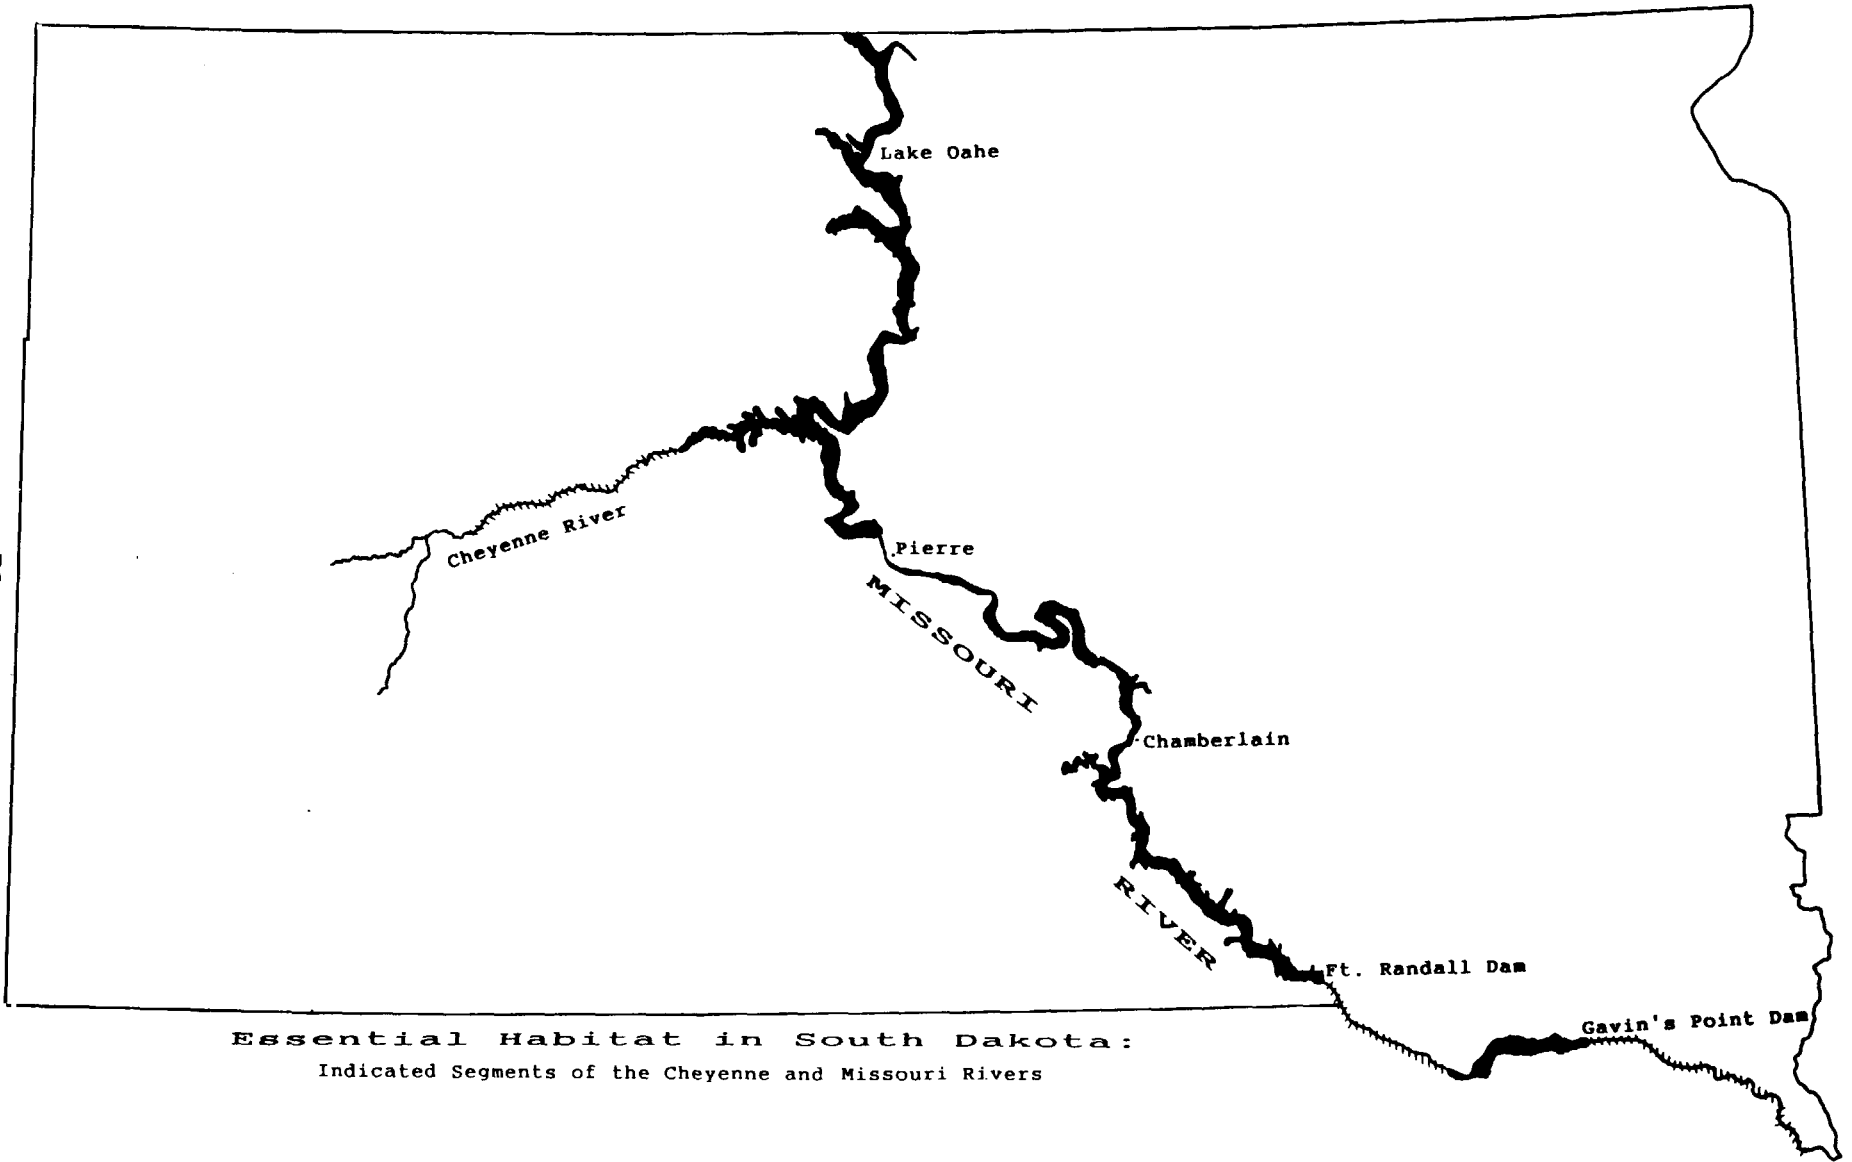 Lake Oahe
Cheyenne River
Pierre
MISSOURI
Chamberlain
RIVER
Ft. Randall Dam
Gavin's Point Dam
Essential Habitat in South Dakota:
Indicated Segments of the Cheyenne and Missouri Rivers